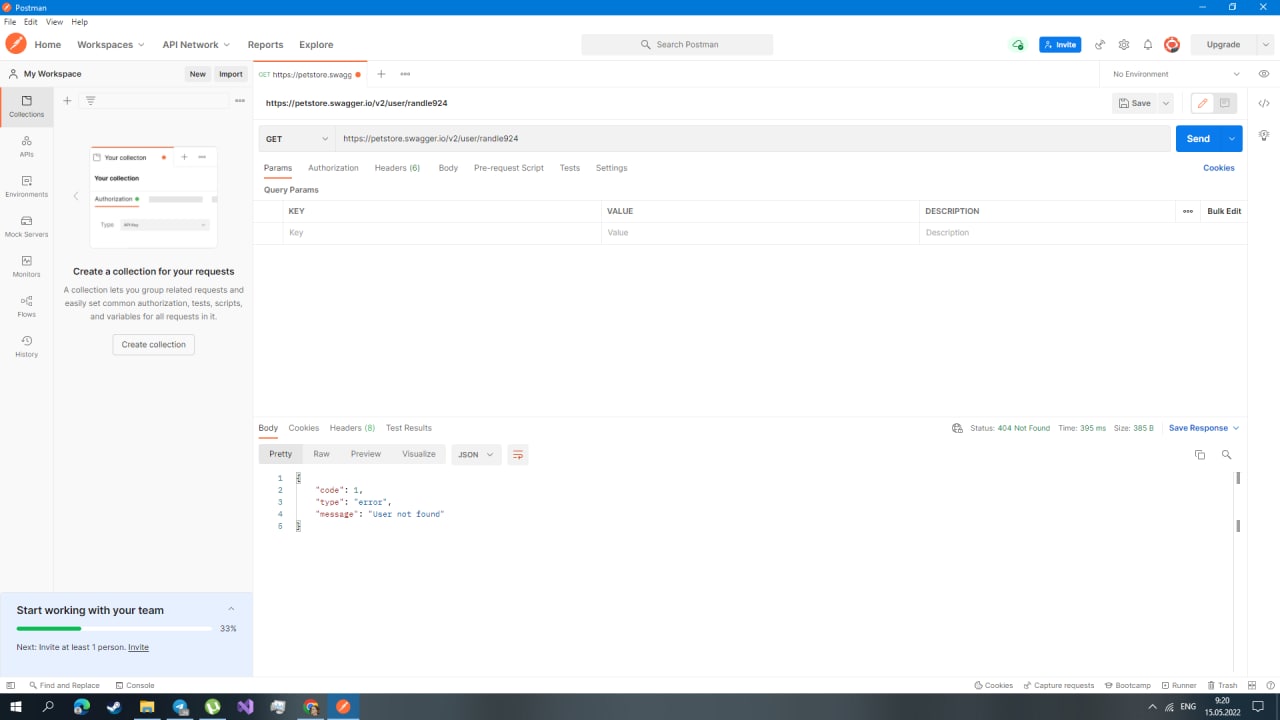 Postman
File Edit View Help
Home Workspaces API Network Reports Explore Search Postman Invite Upgrade
My Workspace New Import GET https://petstore.swagg No Environment
Collections
APIs
Environments
Mock Servers
Monitors
Flows
History
Your collecton
Your collection
Authorization
Type API Key
Create a collection for your requests
A collection lets you group related requests and
easily set common authorization, tests, scripts,
and variables for all requests in it.
Create collection
https://petstore.swagger.io/v2/user/randle924 Save
GET https://petstore.swagger.io/v2/user/randle924 Send
Params Authorization Headers (6) Body Pre-request Script Tests Settings Cookies
Query Params
KEY VALUE DESCRIPTION Bulk Edit
Key Value Description
Body Cookies Headers (8) Test Results Status: 404 Not Found Time: 395 ms Size: 385 B Save Response
Pretty Raw Preview Visualize JSON
1 {
2 "code": 1,
3 "type": "error",
4 "message": "User not found"
5 }
Start working with your team
33%
Next: Invite at least 1 person. Invite
Find and Replace Console Cookies Capture requests Bootcamp Runner Trash
ENG 9:20
15.05.2022